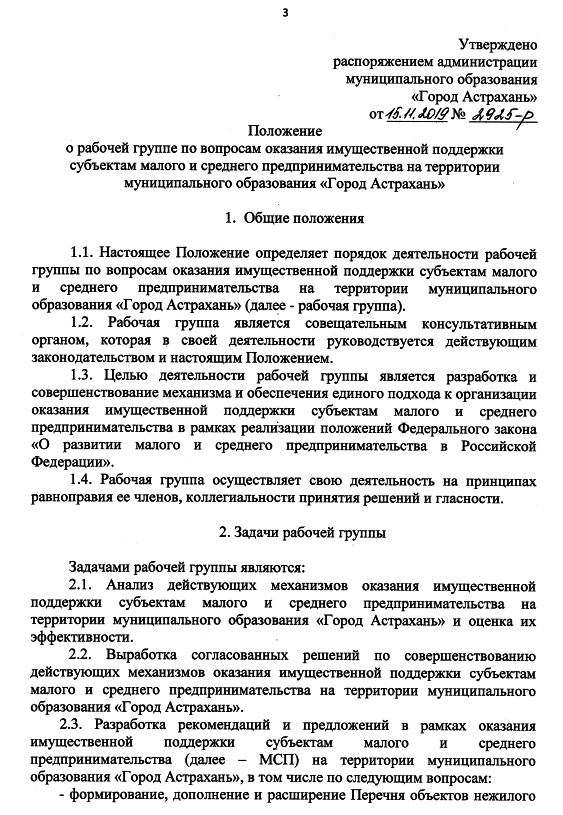 3
Утверждено
распоряжением администрации
муниципального образования
«Город Астрахань»
от 15.11.2019 № 2925-р
Положение
о рабочей группе по вопросам оказания имущественной поддержки
субъектам малого и среднего предпринимательства на территории
муниципального образования «Город Астрахань»
1. Общие положения
1.1. Настоящее Положение определяет порядок деятельности рабочей
группы по вопросам оказания имущественной поддержки субъектам малого
и среднего предпринимательства на территории муниципального
образования «Город Астрахань» (далее - рабочая группа).
1.2. Рабочая группа является совещательным консультативным
органом, которая в своей деятельности руководствуется действующим
законодательством и настоящим Положением.
1.3. Целью деятельности рабочей группы является разработка и
совершенствование механизма и обеспечения единого подхода к организации
оказания имущественной поддержки субъектам малого и среднего
предпринимательства в рамках реализации положений Федерального закона
«О развитии малого и среднего предпринимательства в Российской
Федерации».
1.4. Рабочая группа осуществляет свою деятельность на принципах
равноправия ее членов, коллегиальности принятия решений и гласности.
2. Задачи рабочей группы
Задачами рабочей группы являются:
2.1. Анализ действующих механизмов оказания имущественной
поддержки субъектам малого и среднего предпринимательства на
территории муниципального образования «Город Астрахань» и оценка их
эффективности.
2.2. Выработка согласованных решений по совершенствованию
действующих механизмов оказания имущественной поддержки субъектам
малого и среднего предпринимательства на территории муниципального
образования «Город Астрахань».
2.3. Разработка рекомендаций и предложений в рамках оказания
имущественной поддержки субъектам малого и среднего
предпринимательства (далее – МСП) на территории муниципального
образования «Город Астрахань», в том числе по следующим вопросам:
- формирование, дополнение и расширение Перечня объектов нежилого